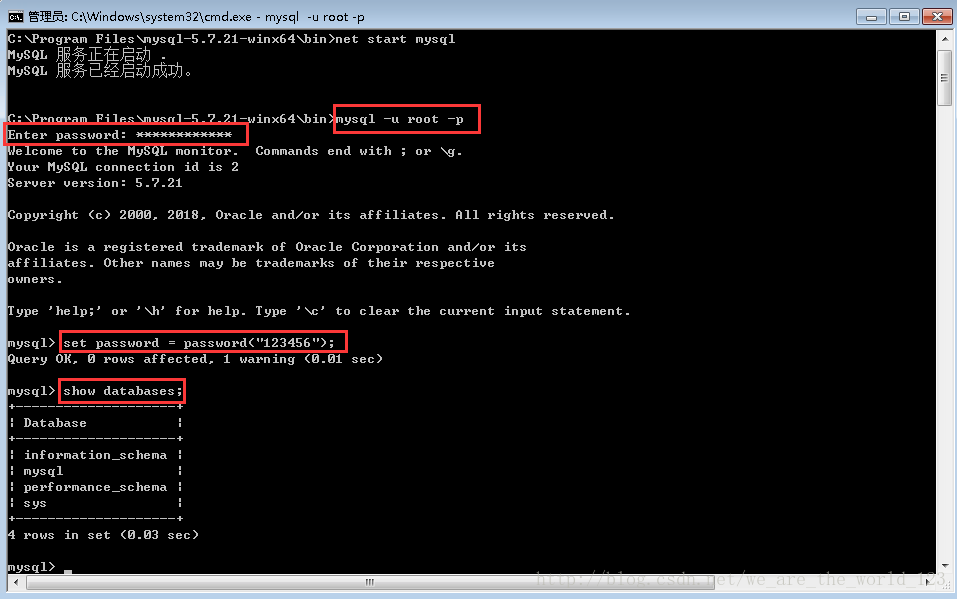 管理员: C:\Windows\system32\cmd.exe - mysql -u root -p
C:\Program Files\mysql-5.7.21-winx64\bin>net start mysql
MySQL 服务正在启动 .
MySQL 服务已经启动成功。
C:\Program Files\mysql-5.7.21-winx64\bin>mysql -u root -p
Enter password: ************
Welcome to the MySQL monitor.  Commands end with ; or \g.
Your MySQL connection id is 2
Server version: 5.7.21
Copyright (c) 2000, 2018, Oracle and/or its affiliates. All rights reserved.
Oracle is a registered trademark of Oracle Corporation and/or its
affiliates. Other names may be trademarks of their respective
owners.
Type 'help;' or '\h' for help. Type '\c' to clear the current input statement.
mysql> set password = password("123456");
Query OK, 0 rows affected, 1 warning (0.01 sec)
mysql> show databases;
+--------------------+
| Database           |
+--------------------+
| information_schema |
| mysql              |
| performance_schema |
| sys                |
+--------------------+
4 rows in set (0.03 sec)
mysql> _
http://blog.csdn.net/we_are_the_world_123